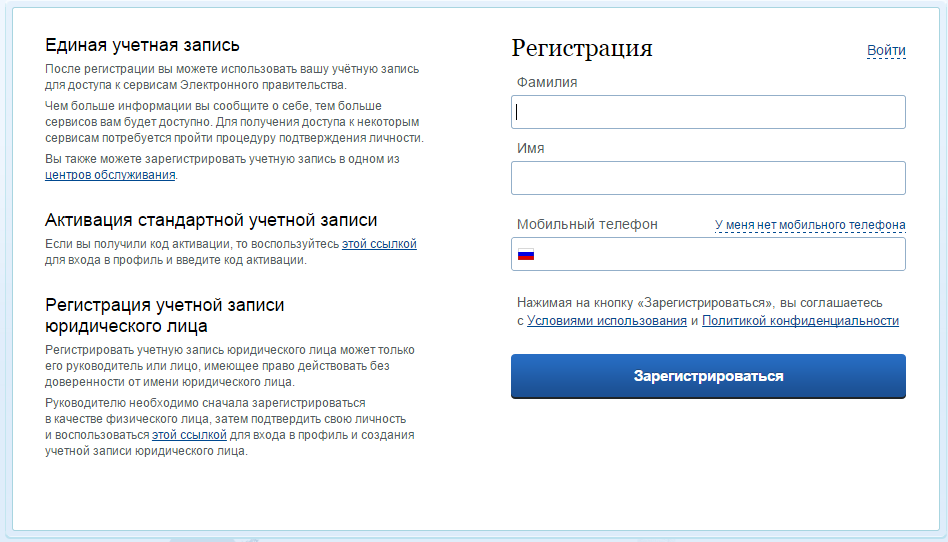 Единая учетная запись
После регистрации вы можете использовать вашу учётную запись
для доступа к сервисам Электронного правительства.
Чем больше информации вы сообщите о себе, тем больше
сервисов вам будет доступно. Для получения доступа к некоторым
сервисам потребуется пройти процедуру подтверждения личности.
Вы также можете зарегистрировать учетную запись в одном из
центров обслуживания.
Активация стандартной учетной записи
Если вы получили код активации, то воспользуйтесь этой ссылкой
для входа в профиль и введите код активации.
Регистрация учетной записи
юридического лица
Регистрировать учетную запись юридического лица может только
его руководитель или лицо, имеющее право действовать без
доверенности от имени юридического лица.
Руководителю необходимо сначала зарегистрироваться
в качестве физического лица, затем подтвердить свою личность
и воспользоваться этой ссылкой для входа в профиль и создания
учетной записи юридического лица.
Регистрация
Войти
Фамилия
Имя
Мобильный телефон
У меня нет мобильного телефона
Нажимая на кнопку «Зарегистрироваться», вы соглашаетесь
с Условиями использования и Политикой конфиденциальности
Зарегистрироваться